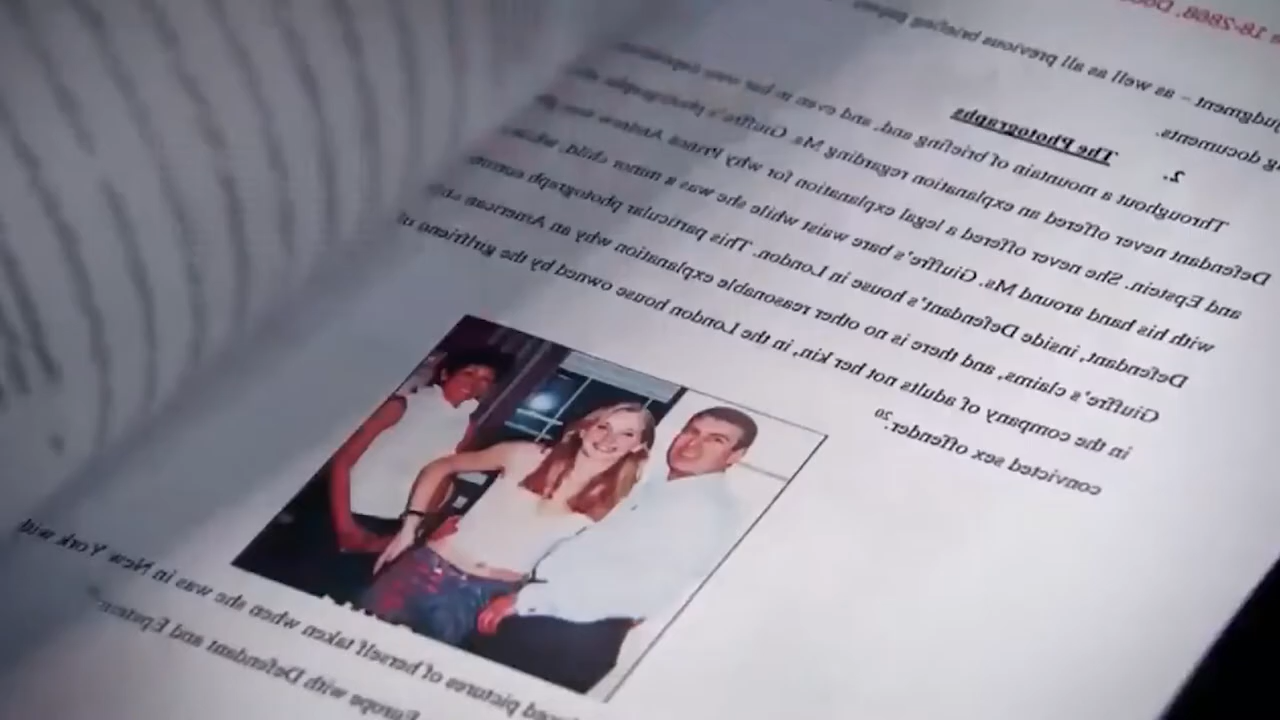 18-2868, Doc
judgment – as well as all previous briefing papers
documents.
2. The Photographs
Throughout a mountain of briefing and, and even in her own
Defendant never offered an explanation regarding Ms. Giuffre's photographs
and Epstein. She never offered a legal explanation for why Prince Andrew
with his hand around Ms. Giuffre's bare waist while she was a minor child,
Defendant, inside Defendant's house in London. This particular photograph
Giuffre's claims, and there is no other reasonable explanation why an American
in the company of adults not her kin, in the London house owned by the girlfriend
convicted sex offender.20
pictures of herself taken when she was in New York
Europe with Defendant and Epstein